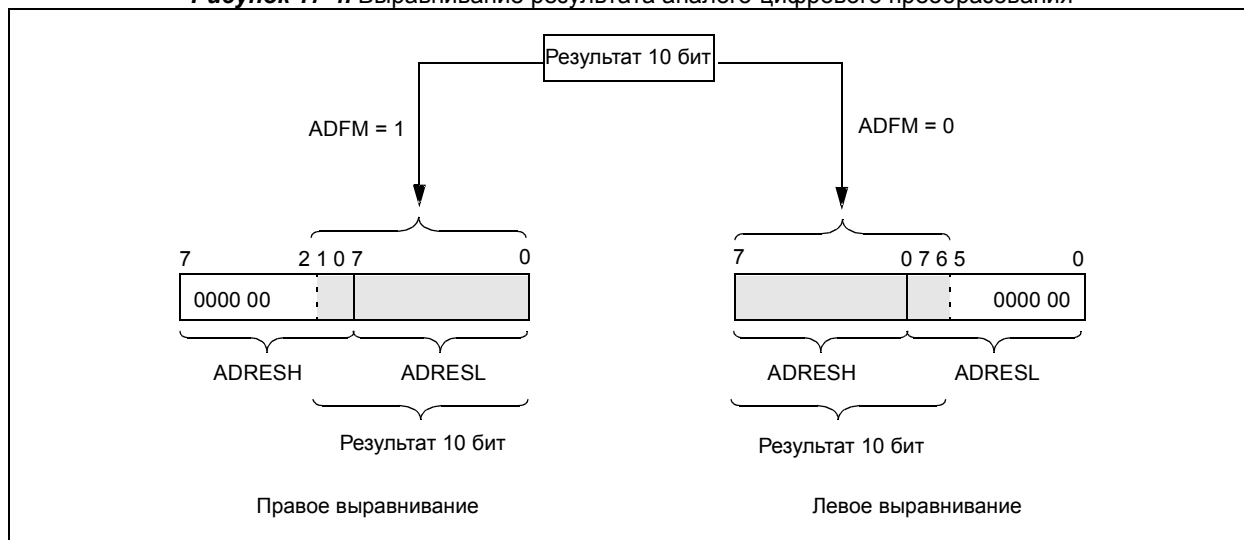 Рисунок 17-4. Выравнивание результата аналого-цифрового преобразования
Результат 10 бит
ADFM = 1
ADFM = 0
7 2 1 0 7 0
7 0 7 6 5 0
0000 00
0000 00
ADRESH ADRESL
ADRESH ADRESL
Результат 10 бит
Результат 10 бит
Правое выравнивание
Левое выравнивание